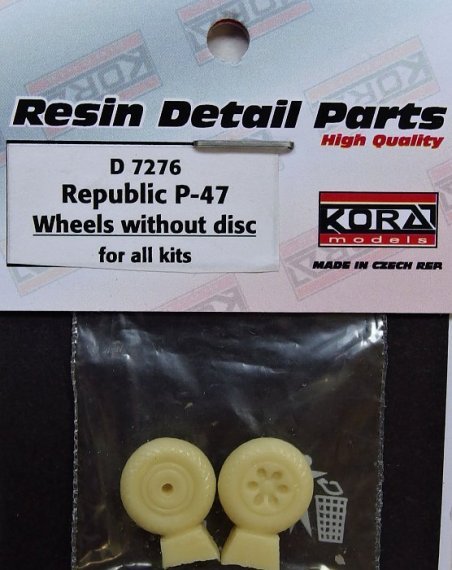 Resin Detail Parts
High Quality
D 7276
Republic P-47
Wheels without disc
for all kits
KORA
models
MADE IN CZECH REP.